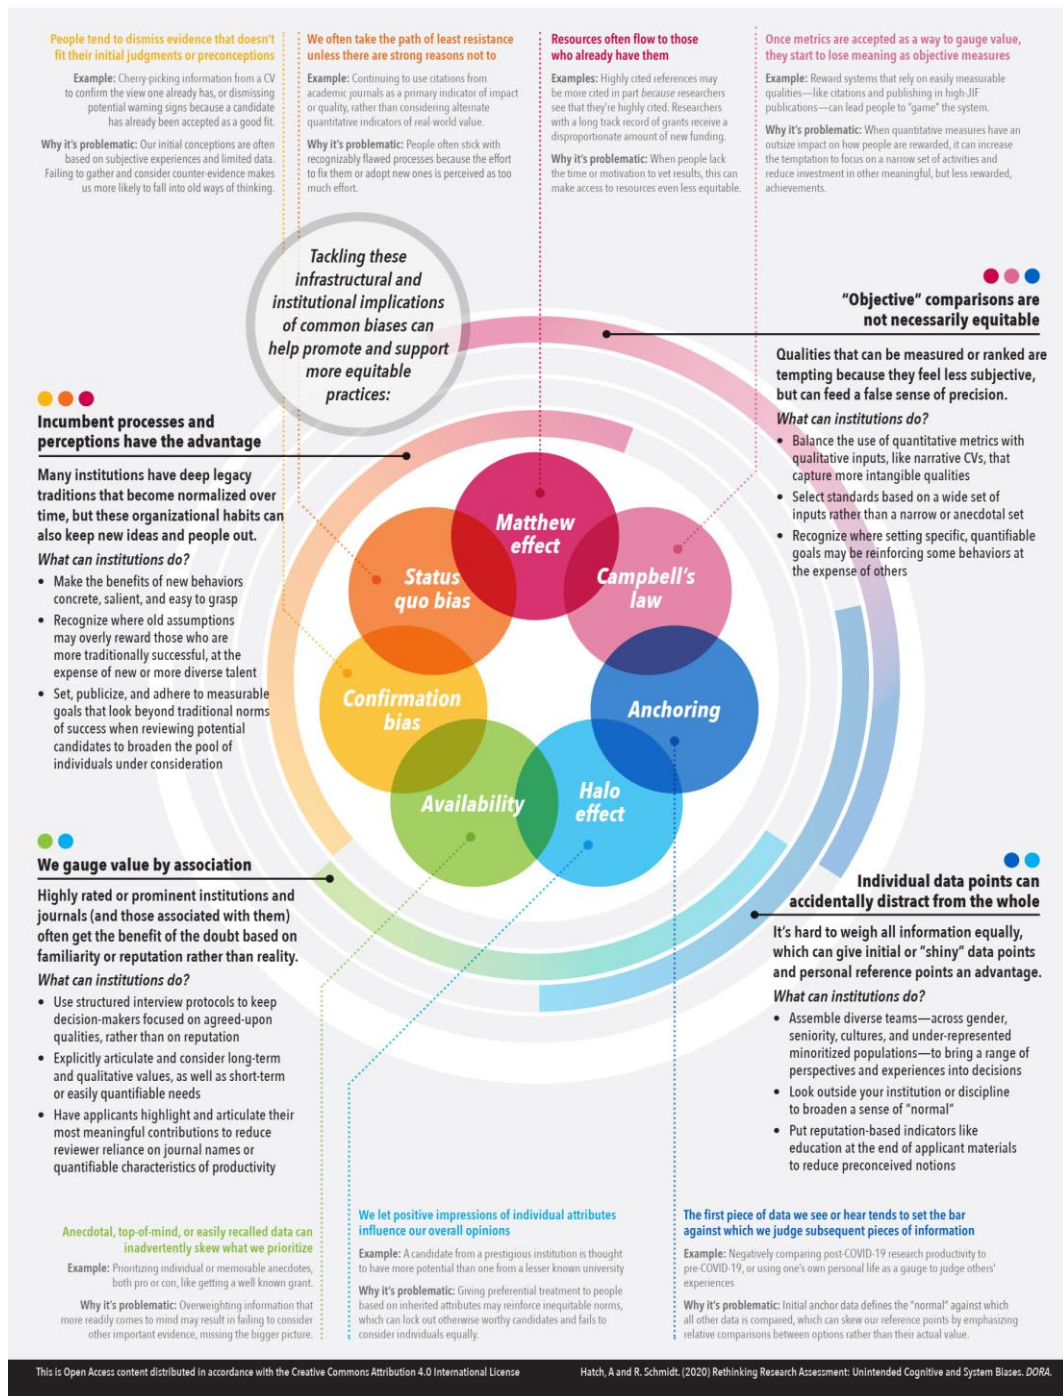 People tend to dismiss evidence that doesn't
fit their initial judgments or preconceptions
Example: Cherry-picking information from a CV
to confirm the view one already has, or dismissing
potential warning signs because a candidate
has already been accepted as a good fit.
Why it's problematic: Our initial conceptions are often
based on subjective experiences and limited data.
Failing to gather and consider counter-evidence makes
us more likely to fall into old ways of thinking.
We often take the path of least resistance
unless there are strong reasons not to
Example: Continuing to use citations from
academic journals as a primary indicator of impact
or quality, rather than considering alternate
quantitative indicators of real-world value.
Why it's problematic: People often stick with
recognizably flawed processes because the effort
to fix them or adopt new ones is perceived as too
much effort.
Resources often flow to those
who already have them
Examples: Highly cited references may
be more cited in part because researchers
see that they're highly cited. Researchers
with a long track record of grants receive a
disproportionate amount of new funding.
Why it's problematic: When people lack
the time or motivation to vet results, this can
make access to resources even less equitable.
Once metrics are accepted as a way to gauge value,
they start to lose meaning as objective measures
Example: Reward systems that rely on easily measurable
qualities—like citations and publishing in high-JIF
publications—can lead people to "game" the system.
Why it's problematic: When quantitative measures have an
outsize impact on how people are rewarded, it can increase
the temptation to focus on a narrow set of activities and
reduce investment in other meaningful, but less rewarded,
achievements.
Tackling these
infrastructural and
institutional implications
of common biases can
help promote and support
more equitable
practices:
"Objective" comparisons are
not necessarily equitable
Qualities that can be measured or ranked are
tempting because they feel less subjective,
but can feed a false sense of precision.
What can institutions do?
• Balance the use of quantitative metrics with
qualitative inputs, like narrative CVs, that
capture more intangible qualities
• Select standards based on a wide set of
inputs rather than a narrow or anecdotal set
• Recognize where setting specific, quantifiable
goals may be reinforcing some behaviors at
the expense of others
Incumbent processes and
perceptions have the advantage
Many institutions have deep legacy
traditions that become normalized over
time, but these organizational habits can
also keep new ideas and people out.
What can institutions do?
• Make the benefits of new behaviors
concrete, salient, and easy to grasp
• Recognize where old assumptions
may overly reward those who are
more traditionally successful, at the
expense of new or more diverse talent
• Set, publicize, and adhere to measurable
goals that look beyond traditional norms
of success when reviewing potential
candidates to broaden the pool of
individuals under consideration
Matthew
effect
Status
quo bias
Campbell's
law
Confirmation
bias
Anchoring
Availability
Halo
effect
We gauge value by association
Highly rated or prominent institutions and
journals (and those associated with them)
often get the benefit of the doubt based on
familiarity or reputation rather than reality.
What can institutions do?
• Use structured interview protocols to keep
decision-makers focused on agreed-upon
qualities, rather than on reputation
• Explicitly articulate and consider long-term
and qualitative values, as well as short-term
or easily quantifiable needs
• Have applicants highlight and articulate their
most meaningful contributions to reduce
reviewer reliance on journal names or
quantifiable characteristics of productivity
Individual data points can
accidentally distract from the whole
It's hard to weigh all information equally,
which can give initial or "shiny" data points
and personal reference points an advantage.
What can institutions do?
• Assemble diverse teams—across gender,
seniority, cultures, and under-represented
minoritized populations—to bring a range of
perspectives and experiences into decisions
• Look outside your institution or discipline
to broaden a sense of "normal"
• Put reputation-based indicators like
education at the end of applicant materials
to reduce preconceived notions
Anecdotal, top-of-mind, or easily recalled data can
inadvertently skew what we prioritize
Example: Prioritizing individual or memorable anecdotes,
both pro or con, like getting a well known grant.
Why it's problematic: Overweighting information that
more readily comes to mind may result in failing to consider
other important evidence, missing the bigger picture.
We let positive impressions of individual attributes
influence our overall opinions
Example: A candidate from a prestigious institution is thought
to have more potential than one from a lesser known university
Why it's problematic: Giving preferential treatment to people
based on inherited attributes may reinforce inequitable norms,
which can lock out otherwise worthy candidates and fails to
consider individuals equally.
The first piece of data we see or hear tends to set the bar
against which we judge subsequent pieces of information
Example: Negatively comparing post-COVID-19 research productivity to
pre-COVID-19, or using one's own personal life as a gauge to judge others'
experiences
Why it's problematic: Initial anchor data defines the "normal" against which
all other data is compared, which can skew our reference points by emphasizing
relative comparisons between options rather than their actual value.
This is Open Access content distributed in accordance with the Creative Commons Attribution 4.0 International License
Hatch, A and R. Schmidt. (2020) Rethinking Research Assessment: Unintended Cognitive and System Biases. DORA.